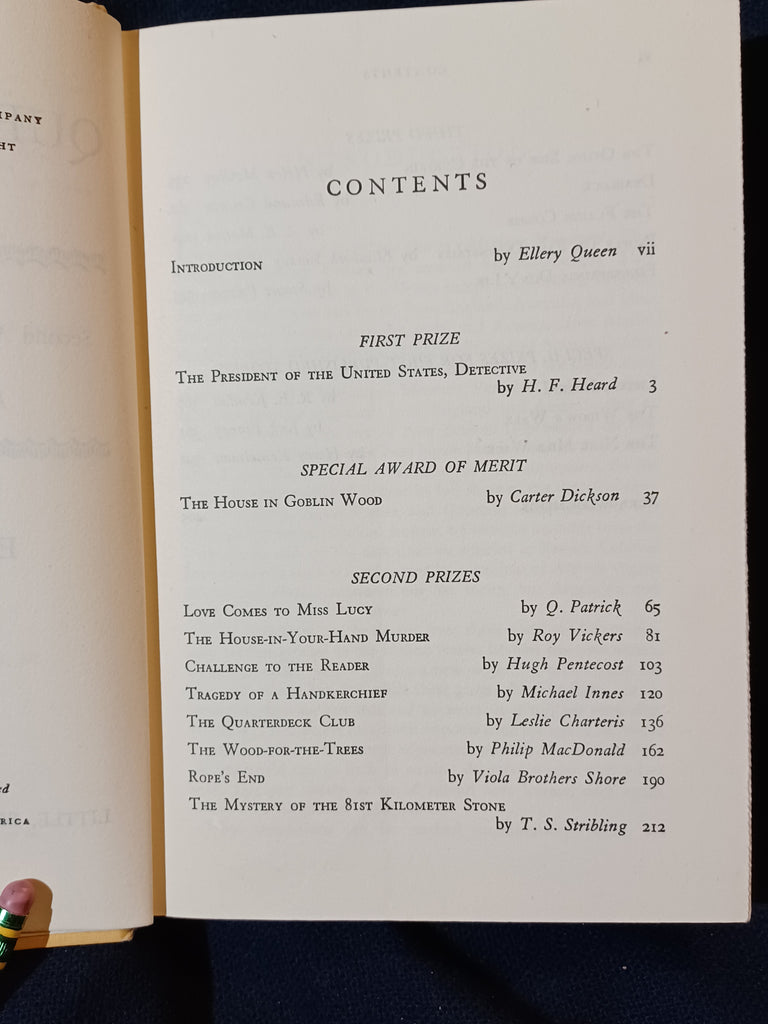 MPANY
HT
CONTENTS
Introduction by Ellery Queen vii
FIRST PRIZE
The President of the United States, Detective
by H. F. Heard 3
SPECIAL AWARD OF MERIT
The House in Goblin Wood by Carter Dickson 37
SECOND PRIZES
Love Comes to Miss Lucy by Q. Patrick 65
The House-in-Your-Hand Murder by Roy Vickers 81
Challenge to the Reader by Hugh Pentecost 103
Tragedy of a Handkerchief by Michael Innes 120
The Quarterdeck Club by Leslie Charteris 136
The Wood-for-the-Trees by Philip MacDonald 162
Rope's End by Viola Brothers Shore 190
The Mystery of the 81st Kilometer Stone
by T. S. Stribling 212
d
RICA